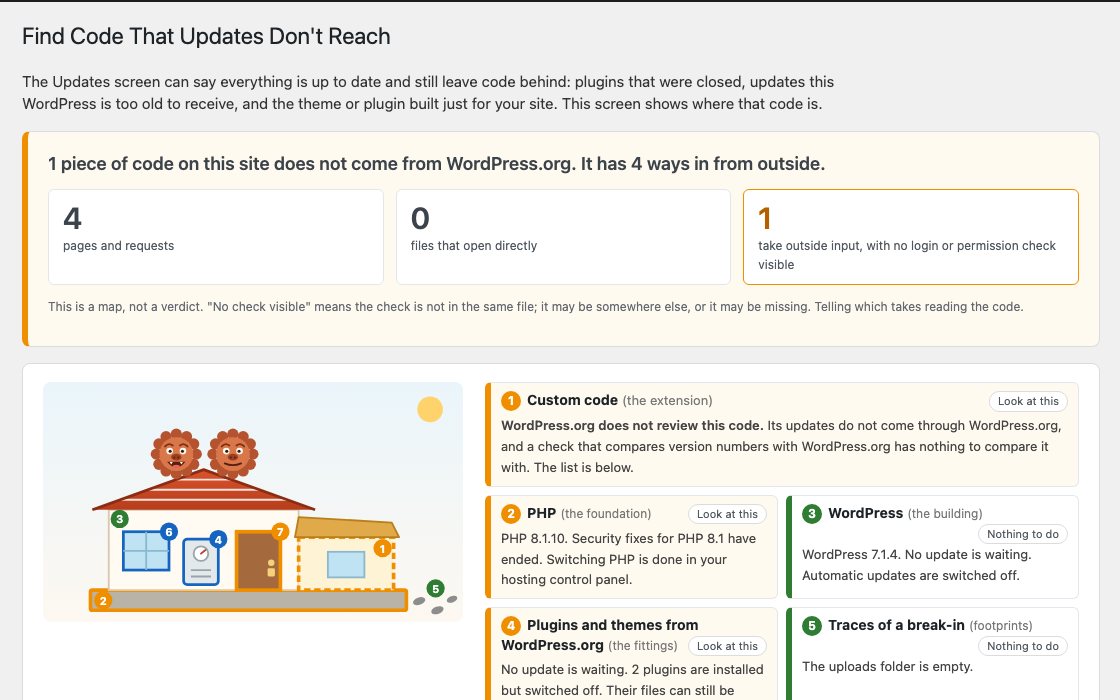 Find Code That Updates Don't Reach
The Updates screen can say everything is up to date and still leave code behind: plugins that were closed, updates this
WordPress is too old to receive, and the theme or plugin built just for your site. This screen shows where that code is.
1 piece of code on this site does not come from WordPress.org. It has 4 ways in from outside.
4
pages and requests
0
files that open directly
1
take outside input, with no login or permission check
visible
This is a map, not a verdict. "No check visible" means the check is not in the same file; it may be somewhere else, or it may be missing. Telling which takes reading the code.
3
6
4
7
1
2
5
1 Custom code (the extension) Look at this
WordPress.org does not review this code. Its updates do not come through WordPress.org,
and a check that compares version numbers with WordPress.org has nothing to compare it
with. The list is below.
2 PHP (the foundation) Look at this
PHP 8.1.10. Security fixes for PHP 8.1 have
ended. Switching PHP is done in your
hosting control panel.
3 WordPress (the building)
Nothing to do
WordPress 7.1.4. No update is waiting.
Automatic updates are switched off.
4 Plugins and themes from
WordPress.org (the fittings) Look at this
No update is waiting. 2 plugins are installed
but switched off. Their files can still be
5 Traces of a break-in (footprints)
Nothing to do
The uploads folder is empty.